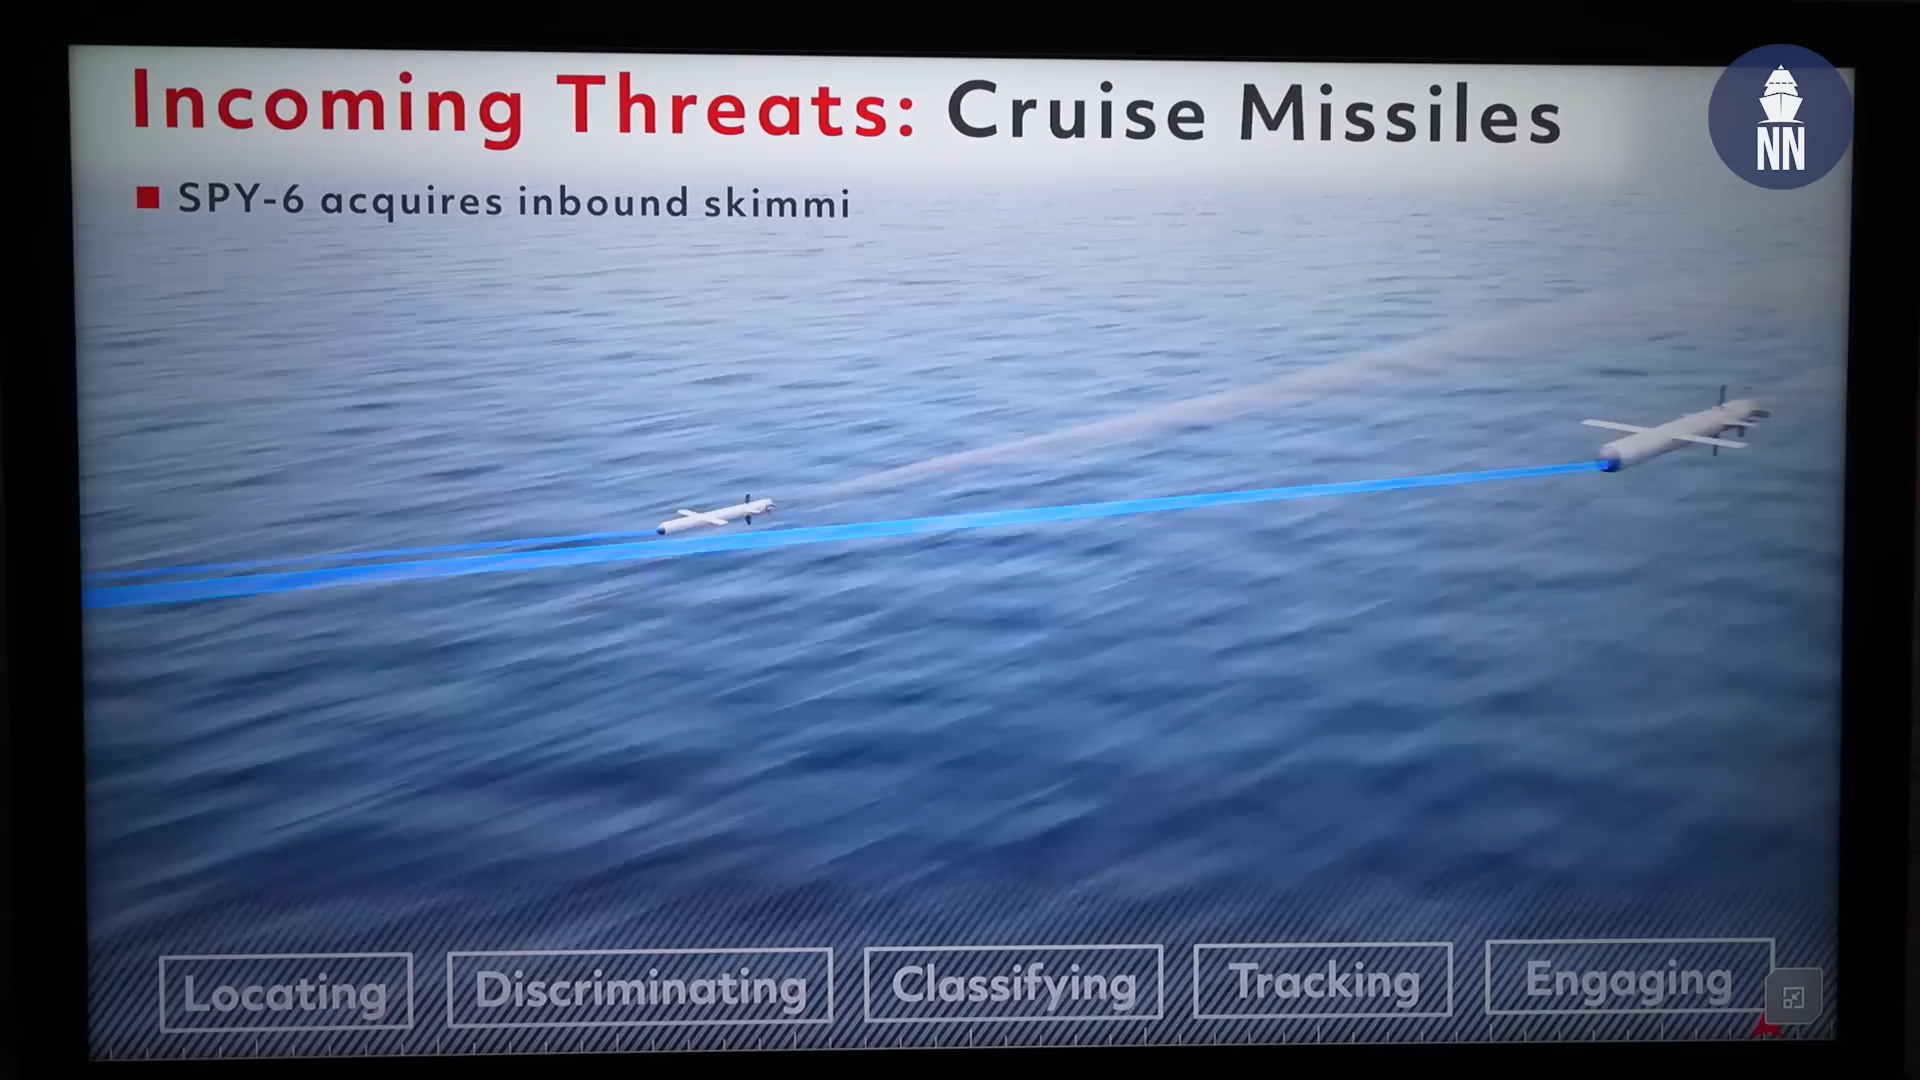 Incoming Threats: Cruise Missiles
NN
SPY-6 acquires inbound skimmi
Locating
Discriminating
Classifying
Tracking
Engaging